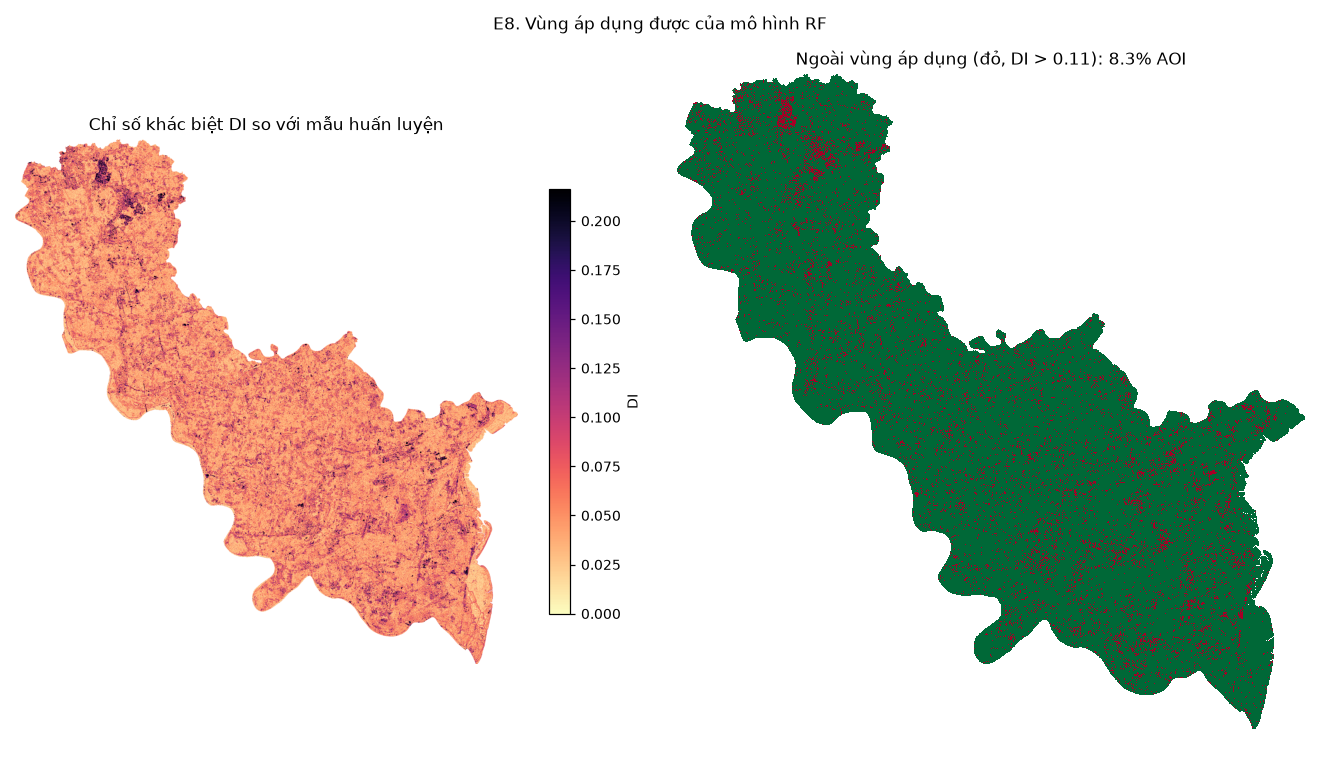 E8. Vùng áp dụng được của mô hình RF
Chỉ số khác biệt DI so với mẫu huấn luyện
Ngoài vùng áp dụng (đỏ, DI > 0.11): 8.3% AOI
0.200
0.175
0.150
0.125
0.100
0.075
0.050
0.025
0.000
DI